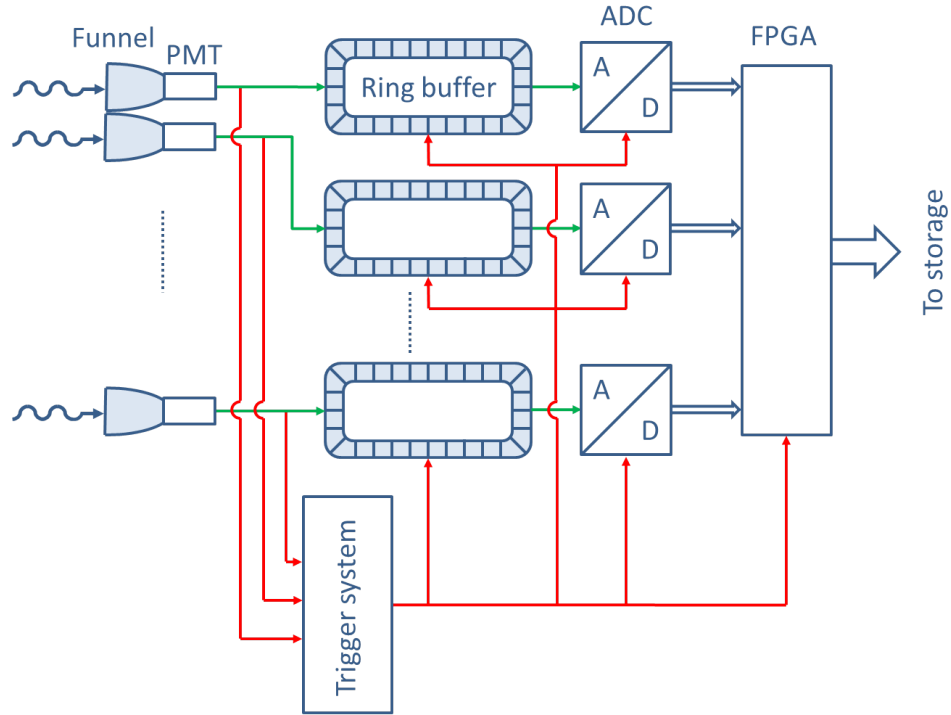 Funnel
PMT
Ring buffer
ADC
FPGA
A
D
A
D
To storage
A
D
Trigger system